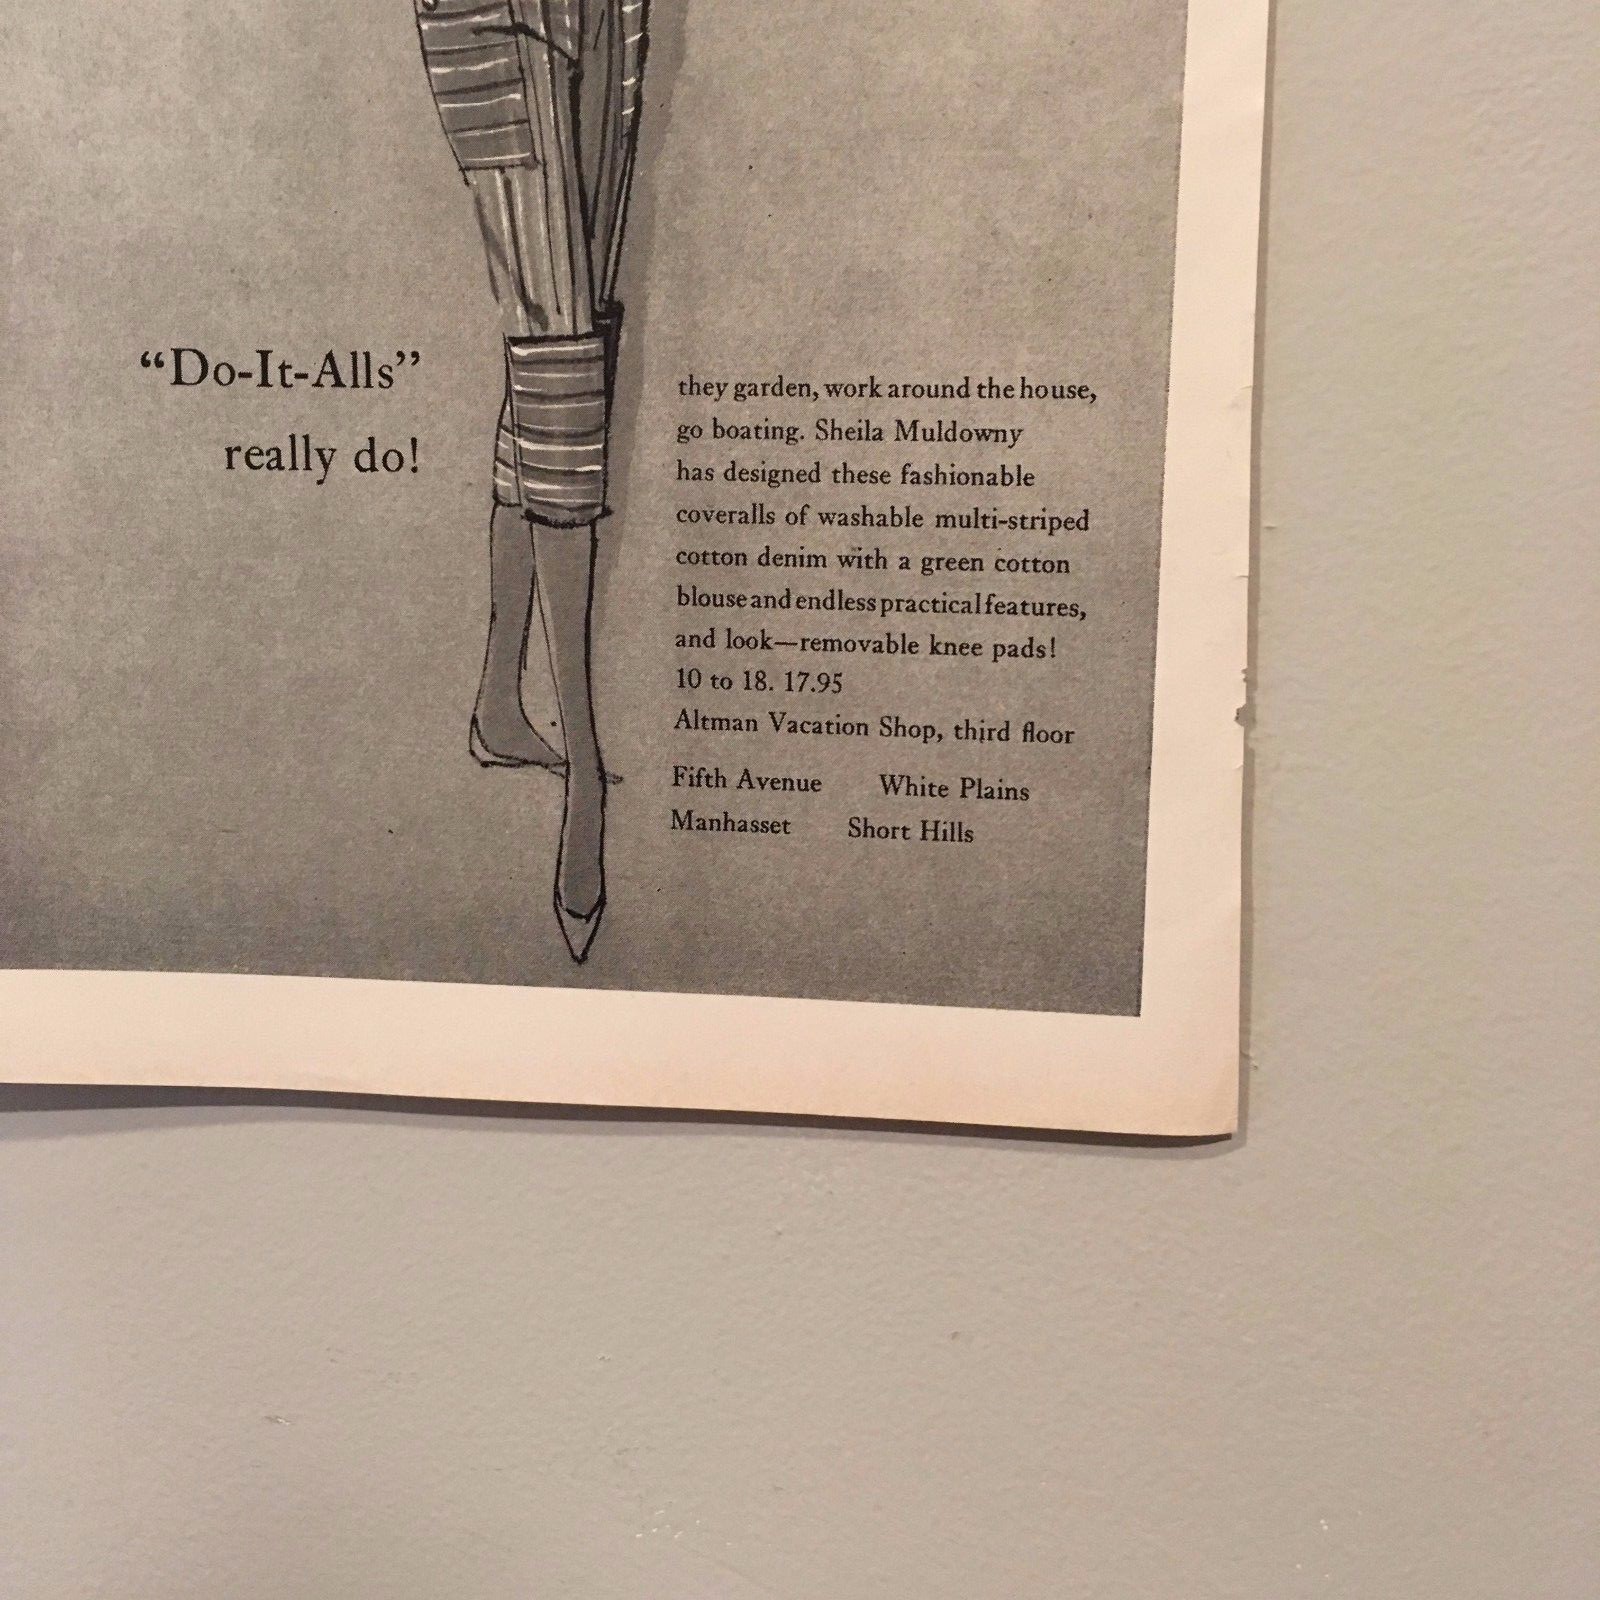 “Do-It-Alls”
really do!
they garden, work around the house,
go boating. Sheila Muldowny
has designed these fashionable
coveralls of washable multi-striped
cotton denim with a green cotton
blouse and endless practical features,
and look—removable knee pads!
10 to 18. 17.95
Altman Vacation Shop, third floor
Fifth Avenue White Plains
Manhasset Short Hills